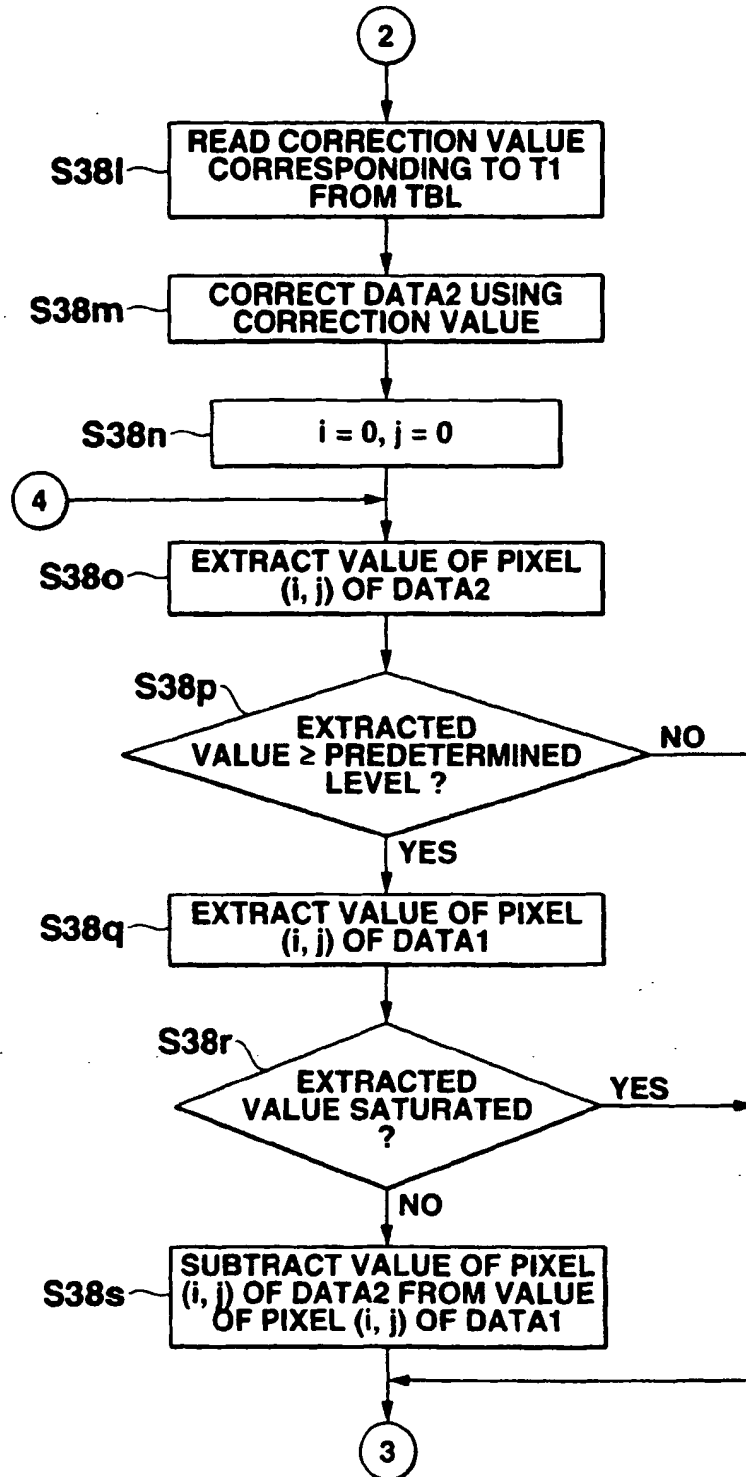 2
S38l
READ CORRECTION VALUE
CORRESPONDING TO T1
FROM TBL
S38m
CORRECT DATA2 USING
CORRECTION VALUE
S38n
i = 0, j = 0
4
S38o
EXTRACT VALUE OF PIXEL
(i, j) OF DATA2
S38p
EXTRACTED
VALUE ≥ PREDETERMINED
LEVEL ?
NO
YES
S38q
EXTRACT VALUE OF PIXEL
(i, j) OF DATA1
S38r
EXTRACTED
VALUE SATURATED
?
YES
NO
S38s
SUBTRACT VALUE OF PIXEL
(i, j) OF DATA2 FROM VALUE
OF PIXEL (i, j) OF DATA1
3